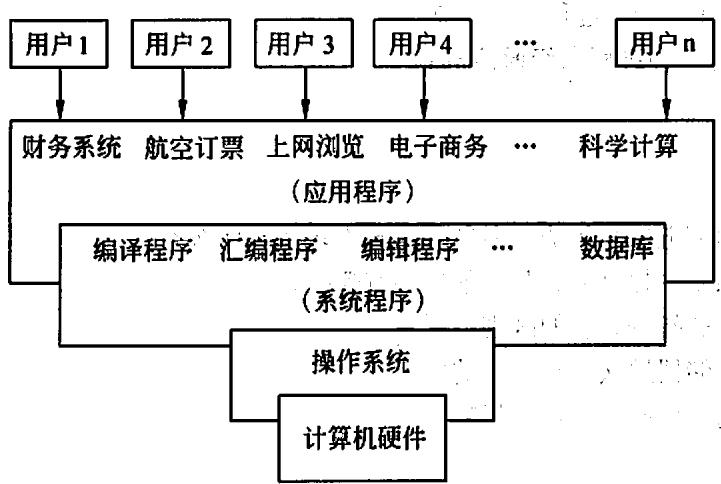 用户1 用户2 用户3 用户4 … 用户n
财务系统 航空订票 上网浏览 电子商务 … 科学计算
(应用程序)
编译程序 汇编程序 编辑程序 … 数据库
(系统程序)
操作系统
计算机硬件